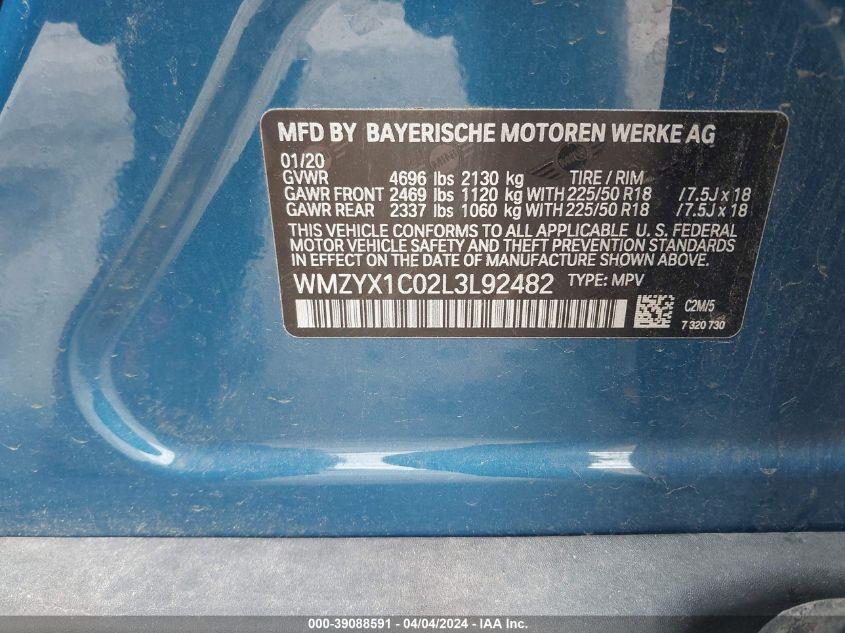 MFD BY BAYERISCHE MOTOREN WERKE AG
01/20
GVWR 4696 lbs 2130 kg TIRE / RIM
GAWR FRONT 2469 lbs 1120 kg WITH 225/50 R18 /7.5J x 18
GAWR REAR 2337 lbs 1060 kg WITH 225/50 R18 /7.5J x 18
THIS VEHICLE CONFORMS TO ALL APPLICABLE U. S. FEDERAL
MOTOR VEHICLE SAFETY AND THEFT PREVENTION STANDARDS
IN EFFECT ON THE DATE OF MANUFACTURE SHOWN ABOVE.
WMZYX1C02L3L92482 TYPE: MPV
C2M/5
7 320 730
000-39088591 - 04/04/2024 - IAA Inc.